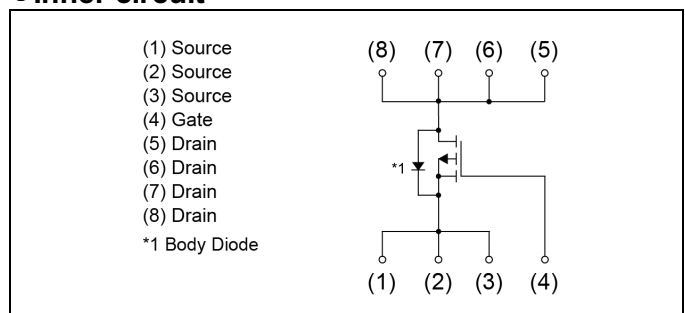 Inner circuit
(1) Source
(2) Source
(3) Source
(4) Gate
(5) Drain
(6) Drain
(7) Drain
(8) Drain
*1 Body Diode
(8) (7) (6) (5)
*1
(1) (2) (3) (4)